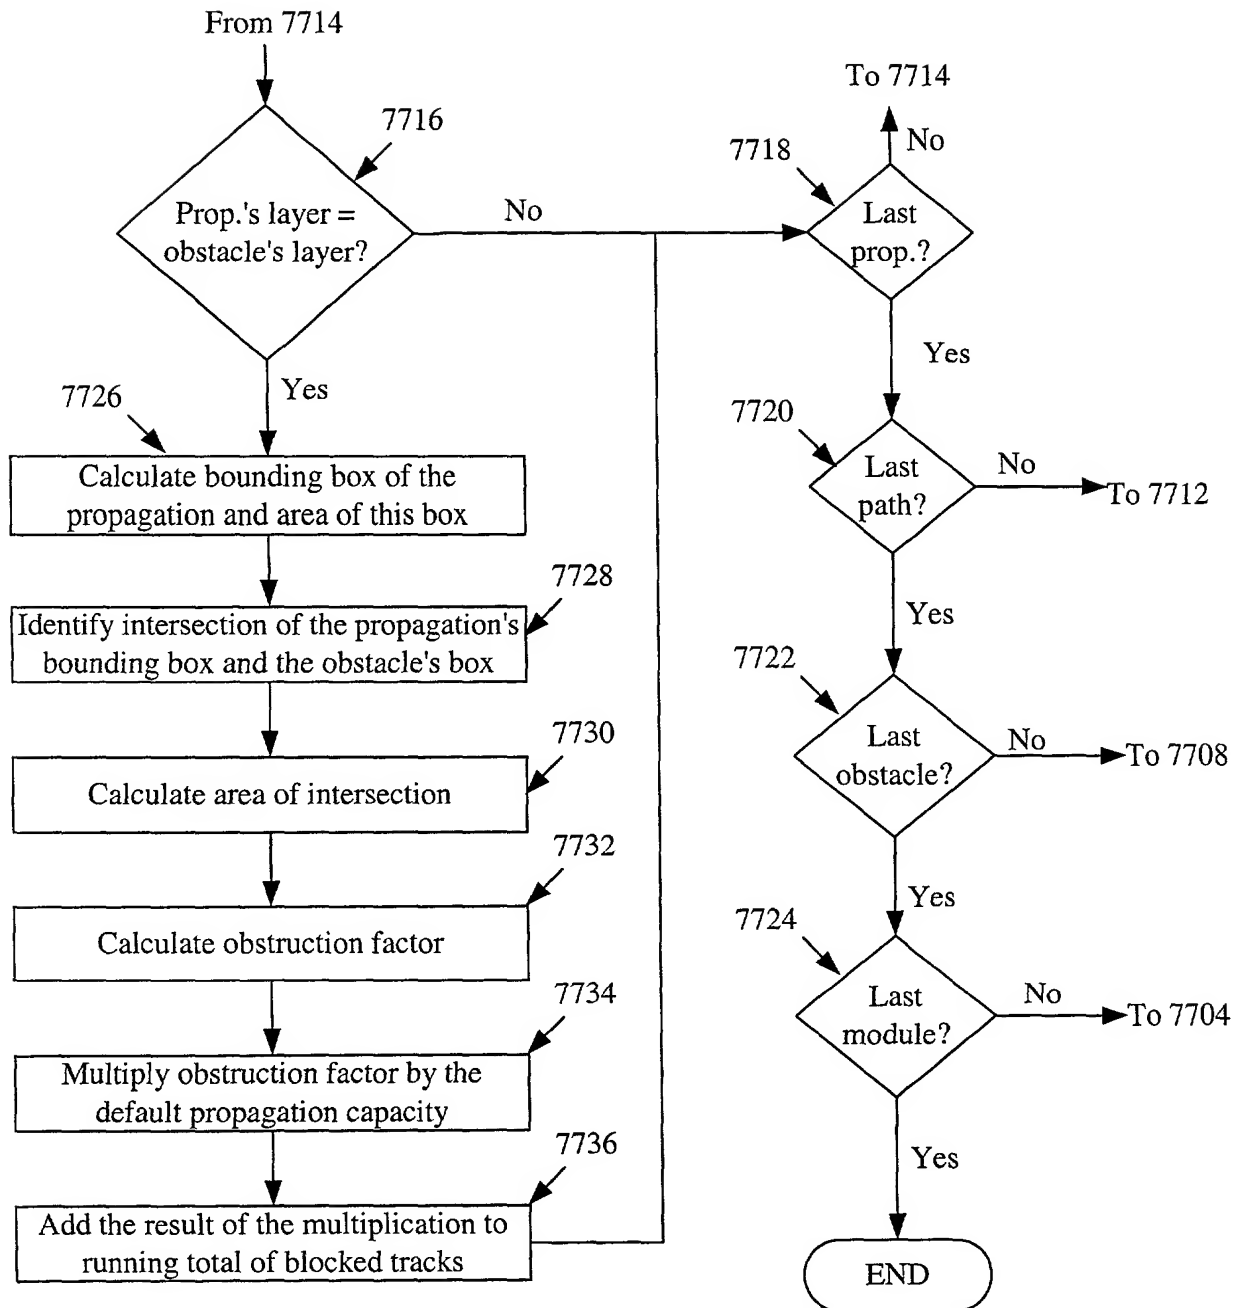 From 7714
7716
Prop.'s layer =
obstacle's layer?
No
Yes
7726
Calculate bounding box of the
propagation and area of this box
7728
Identify intersection of the propagation's
bounding box and the obstacle's box
7730
Calculate area of intersection
7732
Calculate obstruction factor
7734
Multiply obstruction factor by the
default propagation capacity
7736
Add the result of the multiplication to
running total of blocked tracks
To 7714
No
7718
Last
prop.?
Yes
7720
Last
path?
No
To 7712
Yes
7722
Last
obstacle?
No
To 7708
Yes
7724
Last
module?
No
To 7704
Yes
END